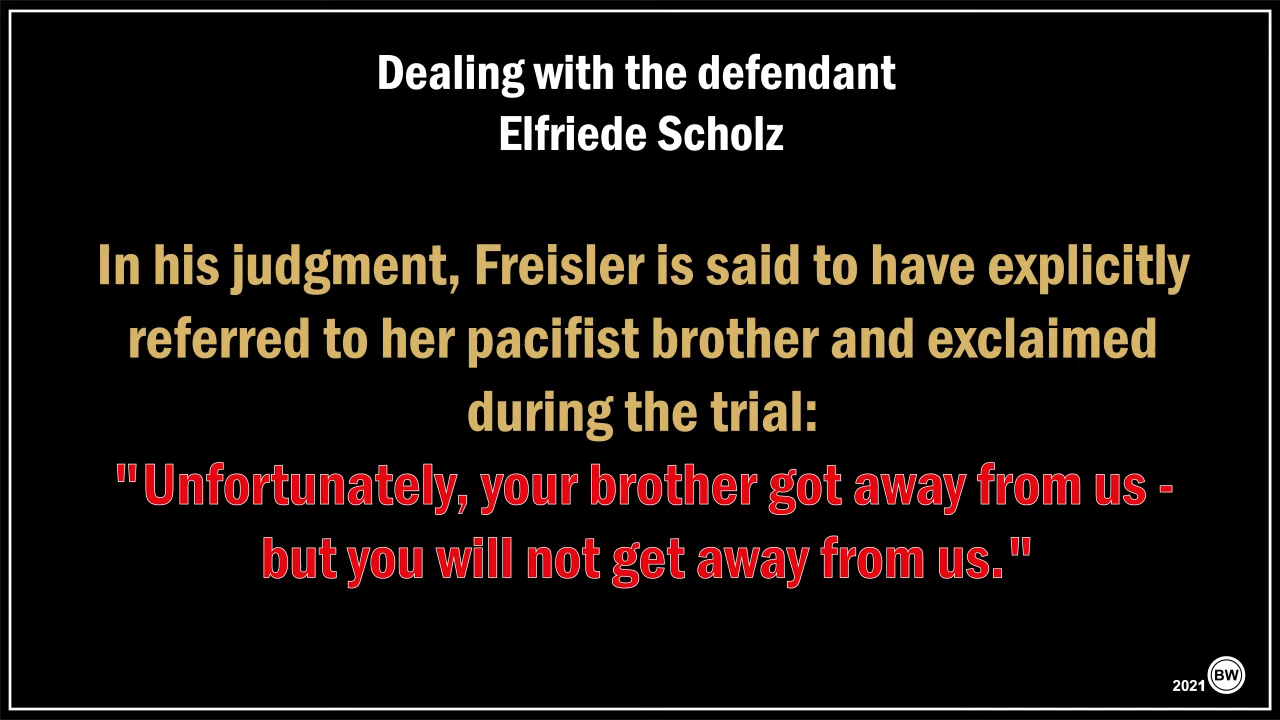 Dealing with the defendant
Elfriede Scholz
In his judgment, Freisler is said to have explicitly
referred to her pacifist brother and exclaimed
during the trial:
"Unfortunately, your brother got away from us -
but you will not get away from us."
2021 BW